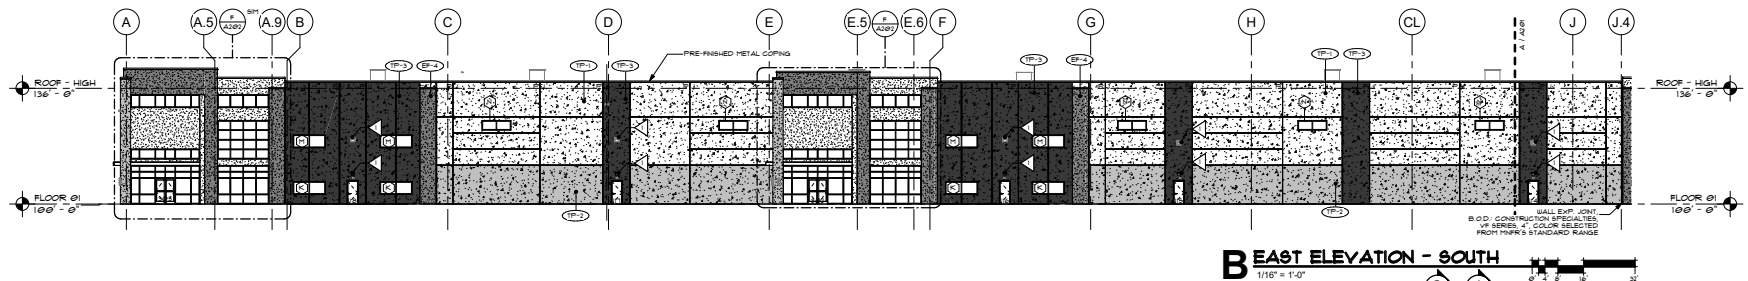 A A.5 F A202 SIM A.9 B C D E E.5 F A202 E.6 F G H CL J J.4
A / A201
PRE-FINISHED METAL COPING
TP-3 EF-4 TP-1 TP-3 TP-3 EF-4 TP-1 TP-3
ROOF - HIGH
136' - 0"
ROOF - HIGH
136' - 0"
M M M M
K K K K
FLOOR 01
100' - 0"
TP-2
TP-2
FLOOR 01
100' - 0"
WALL EXP. JOINT,
B.O.D.: CONSTRUCTION SPECIALTIES,
VF SERIES, 4", COLOR SELECTED
FROM MNFR'S STANDARD RANGE
B EAST ELEVATION - SOUTH
1/16" = 1'-0"
0' 4' 8' 16' 32'